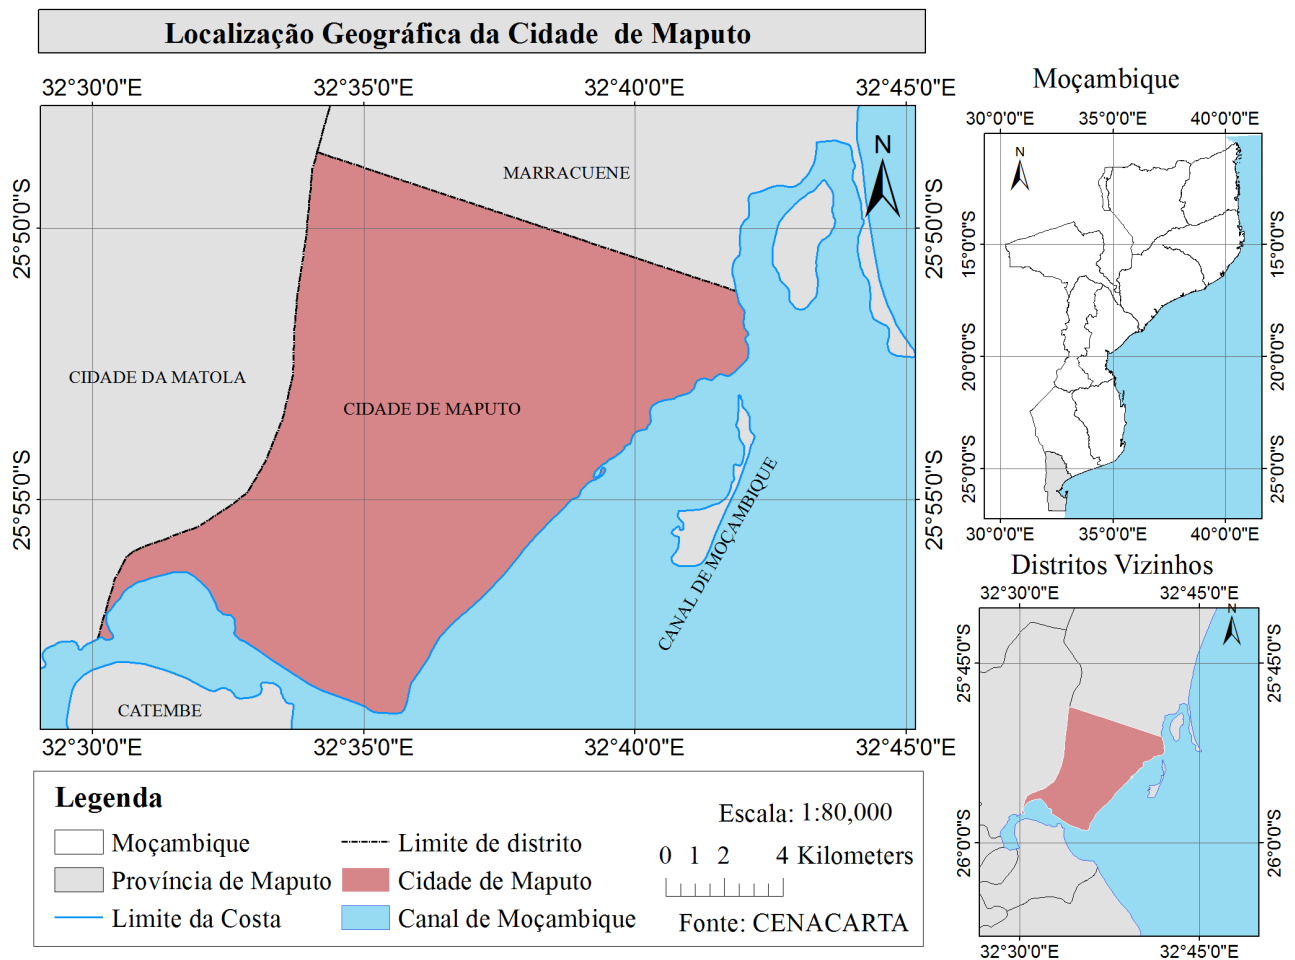 Localização Geográfica da Cidade de Maputo
32°30'0"E 32°35'0"E 32°40'0"E 32°45'0"E
25°50'0"S
25°55'0"S
N
MARRACUENE
CIDADE DA MATOLA
CIDADE DE MAPUTO
CANAL DE MOÇAMBIQUE
CATEMBE
25°50'0"S
25°55'0"S
32°30'0"E 32°35'0"E 32°40'0"E 32°45'0"E
Moçambique
30°0'0"E 35°0'0"E 40°0'0"E
N
15°0'0"S
20°0'0"S
25°0'0"S
15°0'0"S
20°0'0"S
25°0'0"S
30°0'0"E 35°0'0"E 40°0'0"E
Distritos Vizinhos
32°30'0"E 32°45'0"E
N
25°45'0"S
26°0'0"S
25°45'0"S
26°0'0"S
32°30'0"E 32°45'0"E
Legenda
Moçambique
Província de Maputo
Limite da Costa
Limite de distrito
Cidade de Maputo
Canal de Moçambique
Escala: 1:80,000
0 1 2 4 Kilometers
Fonte: CENACARTA